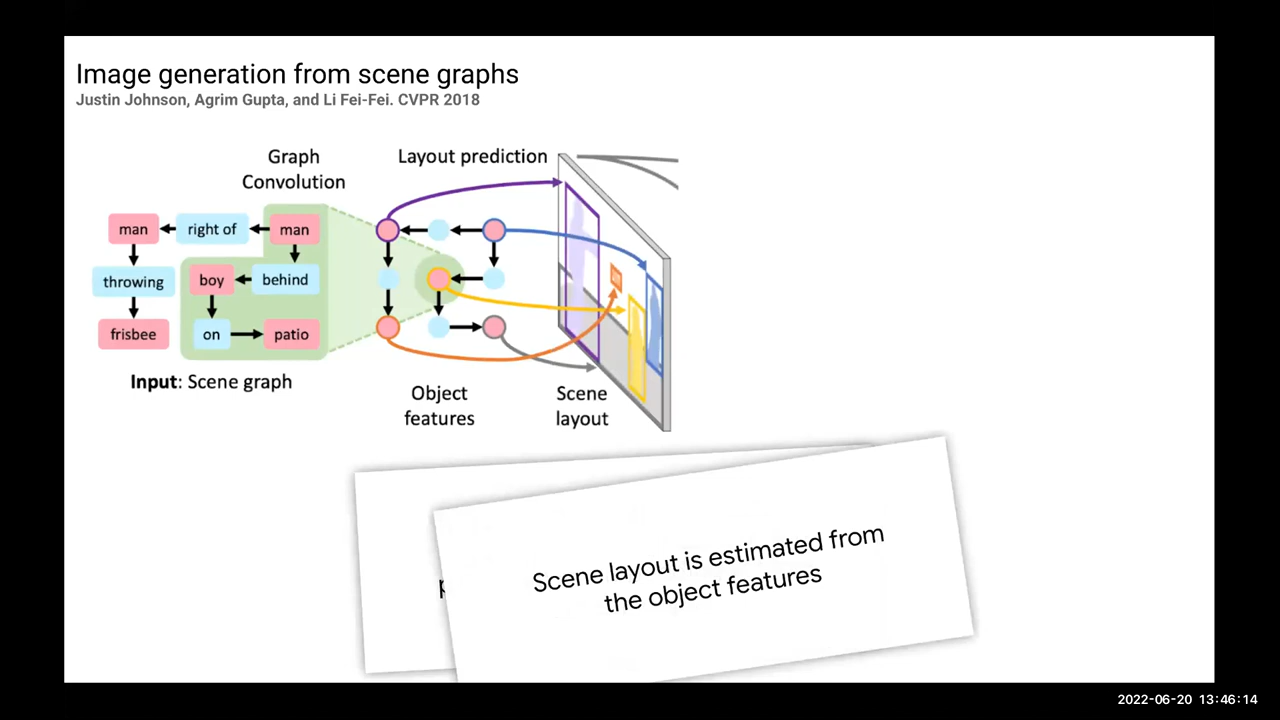 Image generation from scene graphs
Justin Johnson, Agrim Gupta, and Li Fei-Fei. CVPR 2018
Graph
Convolution
Layout prediction
man
right of
man
throwing
boy
behind
frisbee
on
patio
Input: Scene graph
Object
features
Scene
layout
Scene layout is estimated from
the object features
2022-06-20 13:46:14